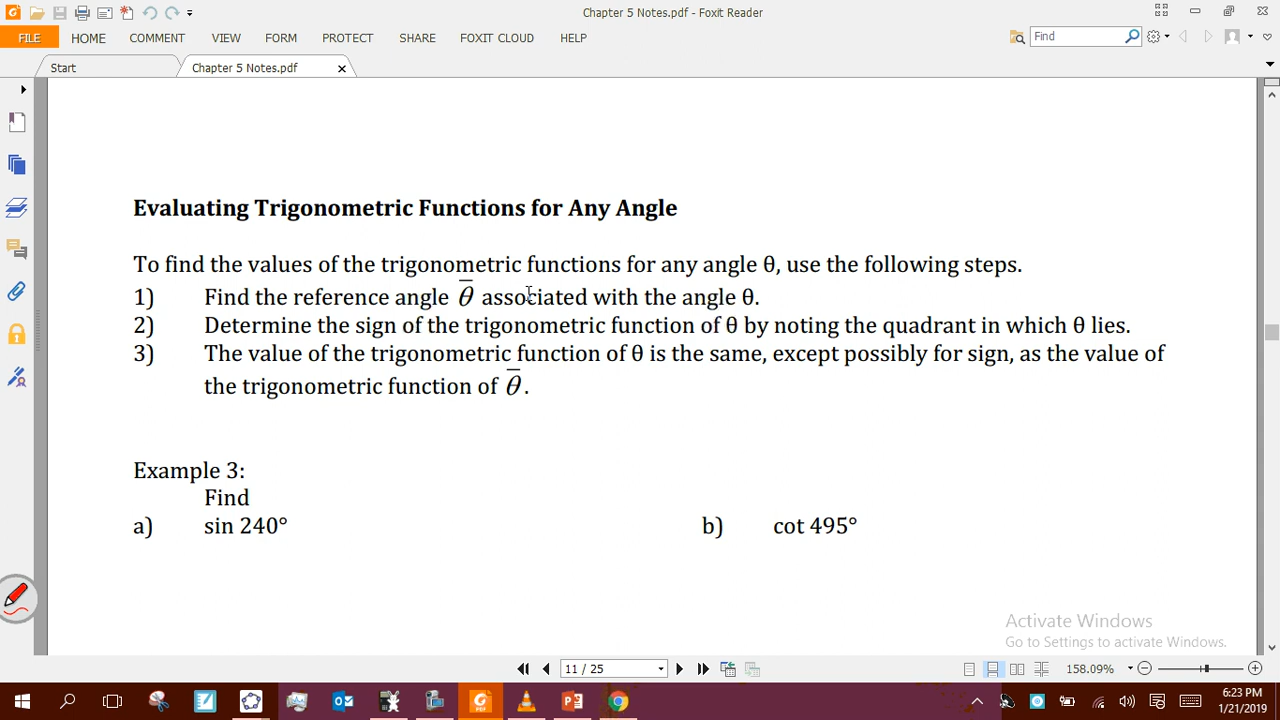 Chapter 5 Notes.pdf - Foxit Reader
FILE HOME COMMENT VIEW FORM PROTECT SHARE FOXIT CLOUD HELP Find
Start Chapter 5 Notes.pdf
Evaluating Trigonometric Functions for Any Angle
To find the values of the trigonometric functions for any angle θ, use the following steps.
1) Find the reference angle θ̅ associated with the angle θ.
2) Determine the sign of the trigonometric function of θ by noting the quadrant in which θ lies.
3) The value of the trigonometric function of θ is the same, except possibly for sign, as the value of
the trigonometric function of θ̅.
Example 3:
Find
a) sin 240° b) cot 495°
Activate Windows
Go to Settings to activate Windows.
11 / 25 158.09%
6:23 PM
1/21/2019